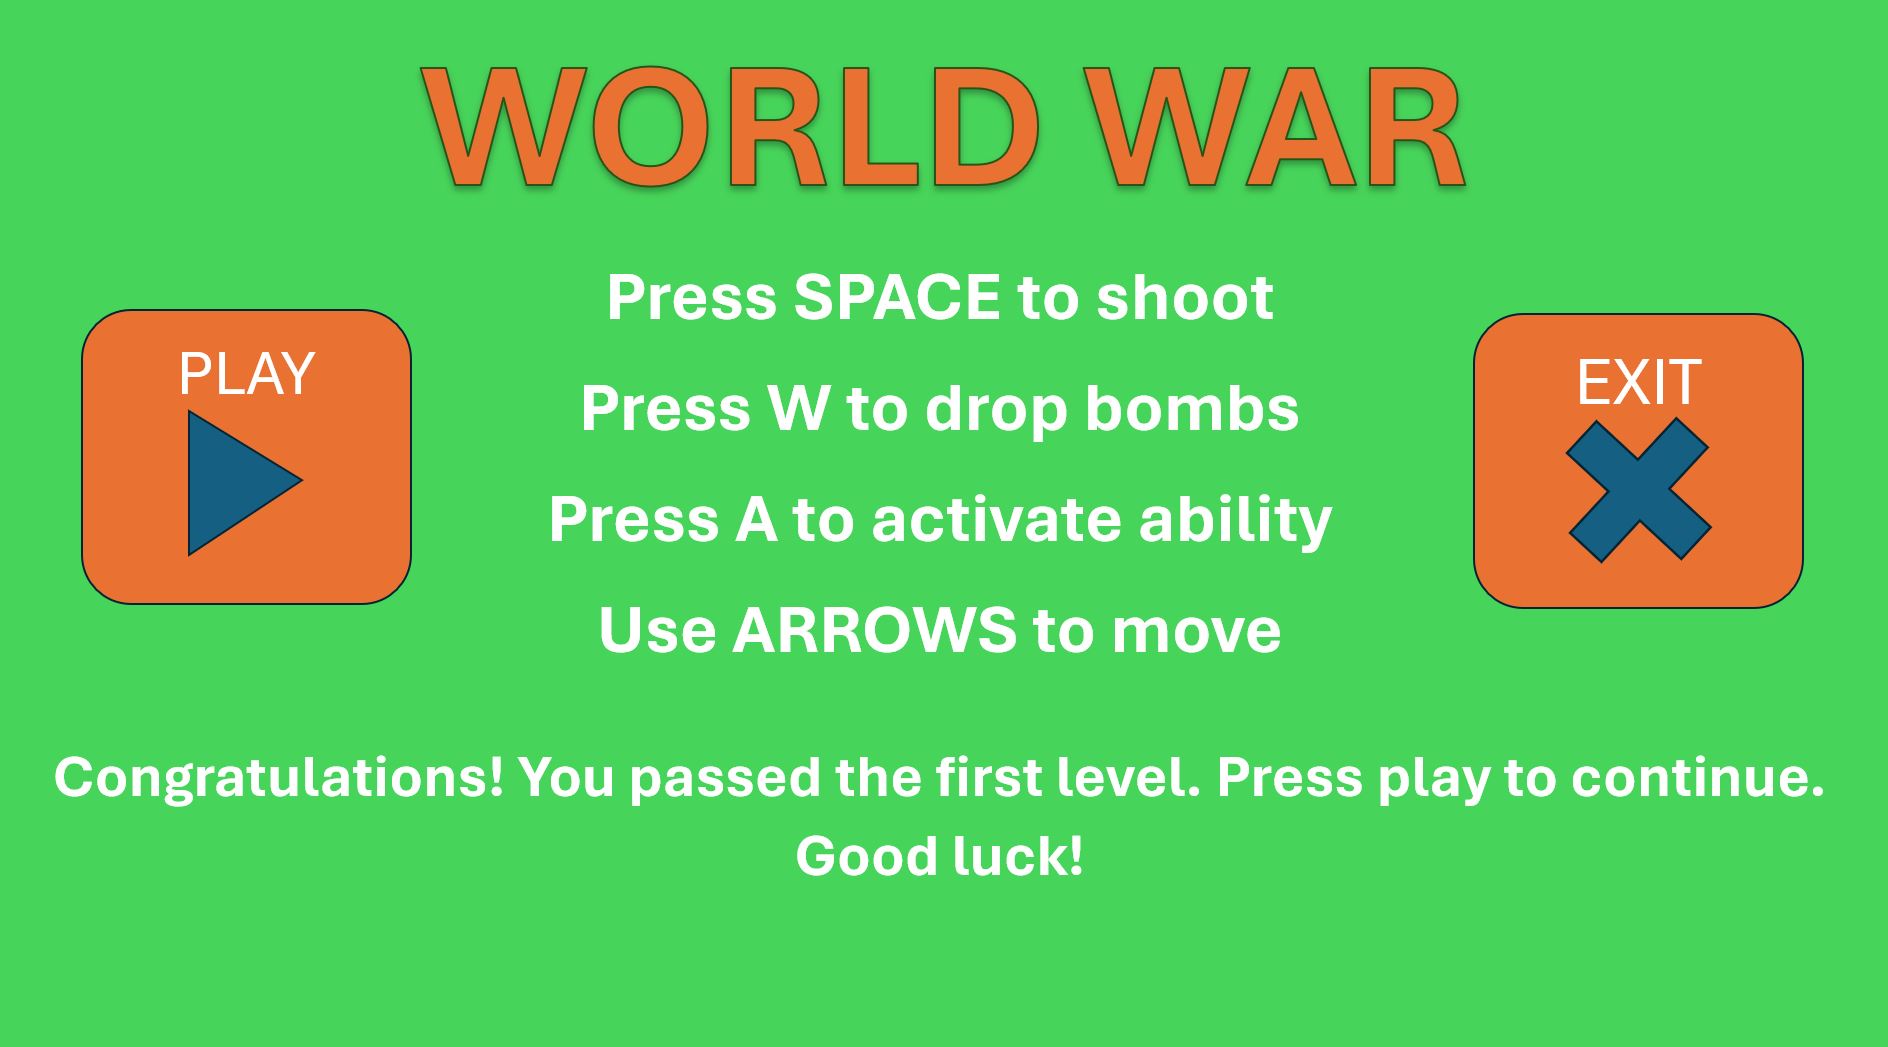 WORLD WAR
Press SPACE to shoot
PLAY
EXIT
Press W to drop bombs
Press A to activate ability
Use ARROWS to move
Congratulations! You passed the first level. Press play to continue.
Good luck!